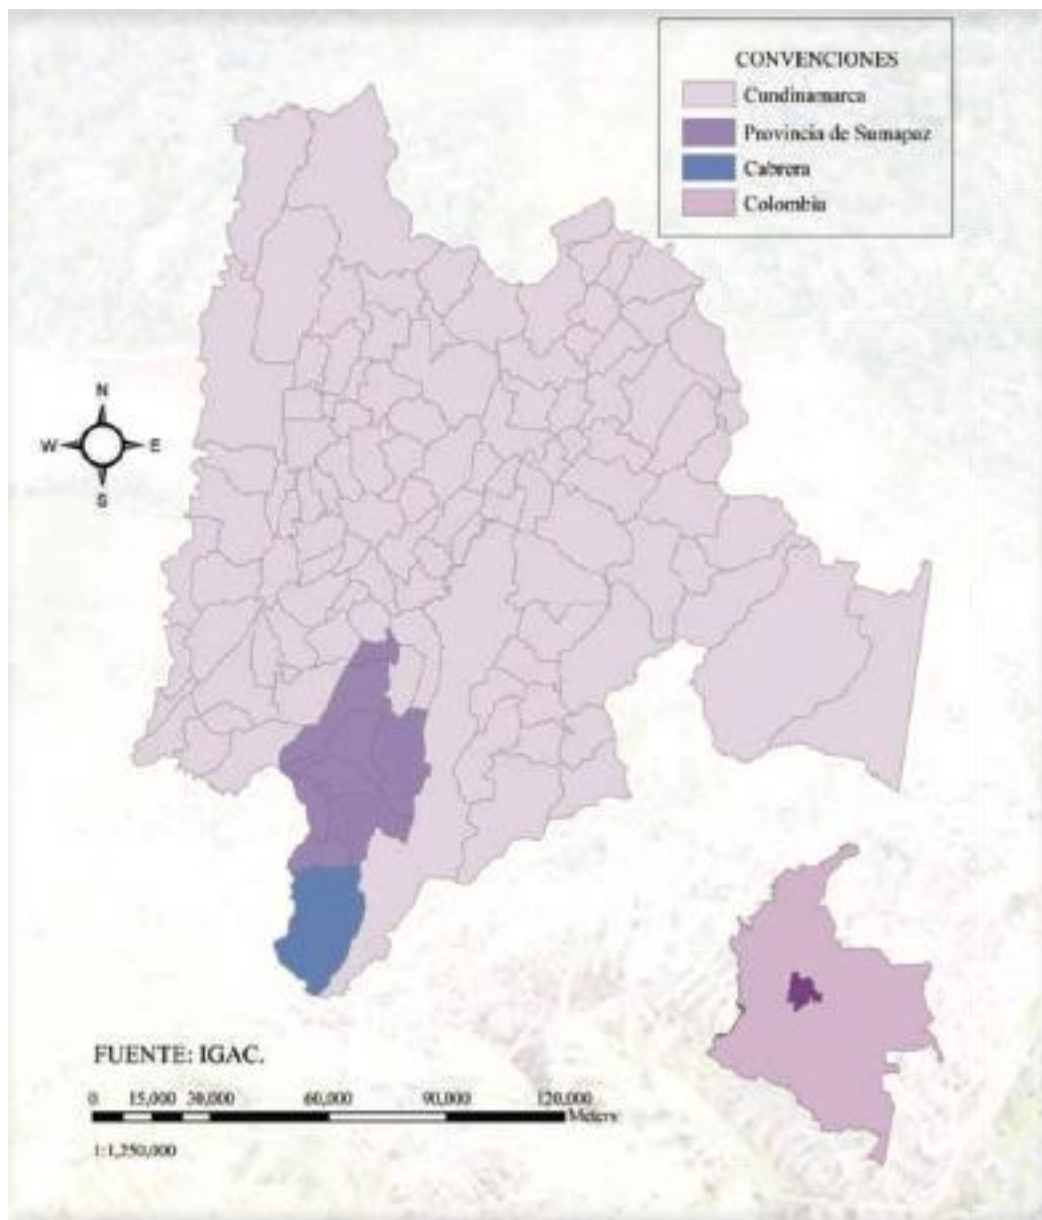 CONVENCIONES
Cundinamarca
Provincia de Sumapaz
Cabrera
Colombia
N
W E
S
FUENTE: IGAC.
0 15,000 30,000 60,000 90,000 120,000
Meters
1:1,250,000